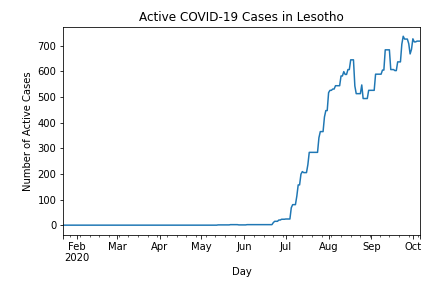 Active COVID-19 Cases in Lesotho
Number of Active Cases
700
600
500
400
300
200
100
0
Feb Mar Apr May Jun Jul Aug Sep Oct
2020
Day